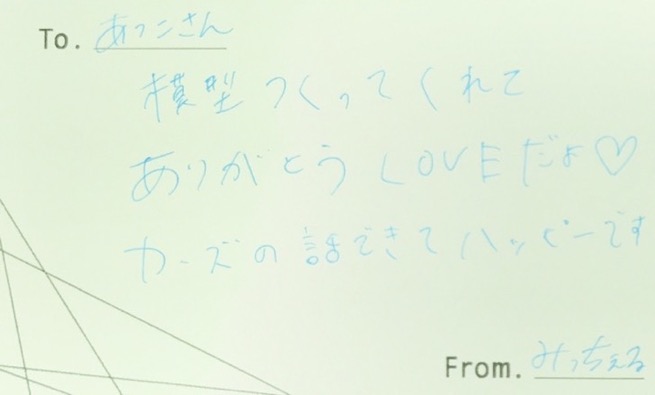 To. あっこさん
模型つくってくれて
ありがとう LOVEだよ♡
カーズの話できてハッピーです
From. みっちぇる